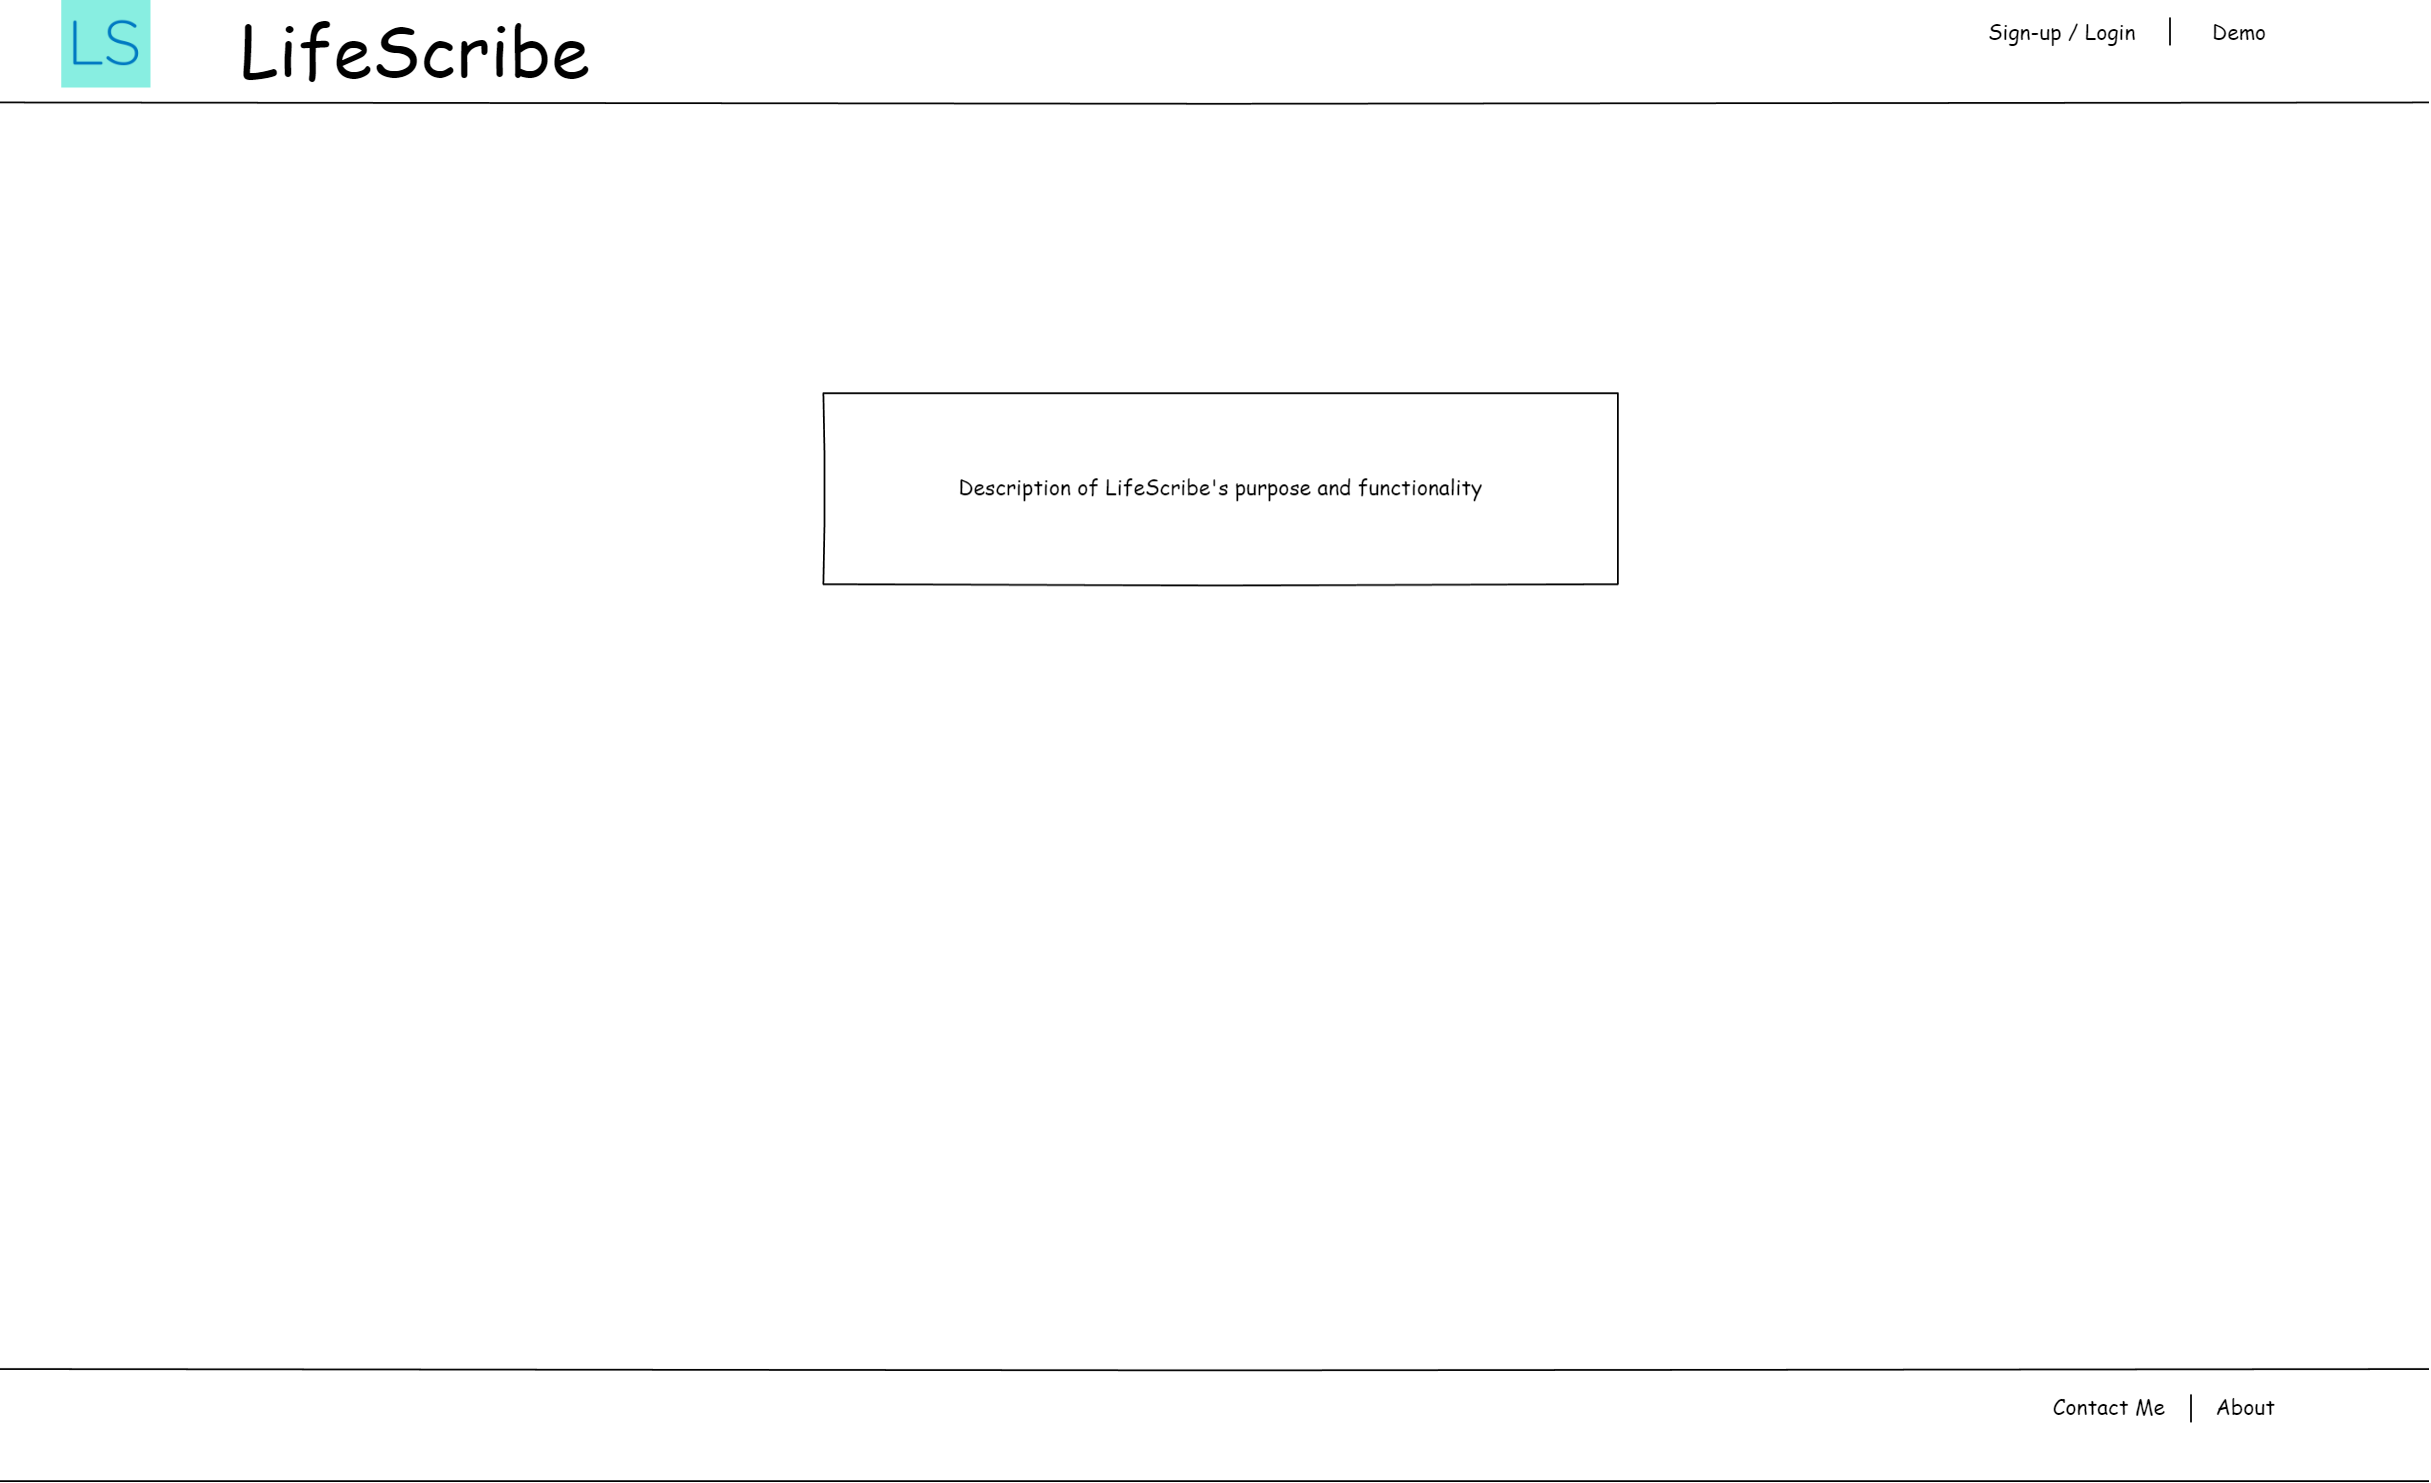 LS
LifeScribe
Sign-up / Login
Demo
Description of LifeScribe's purpose and functionality
Contact Me
About